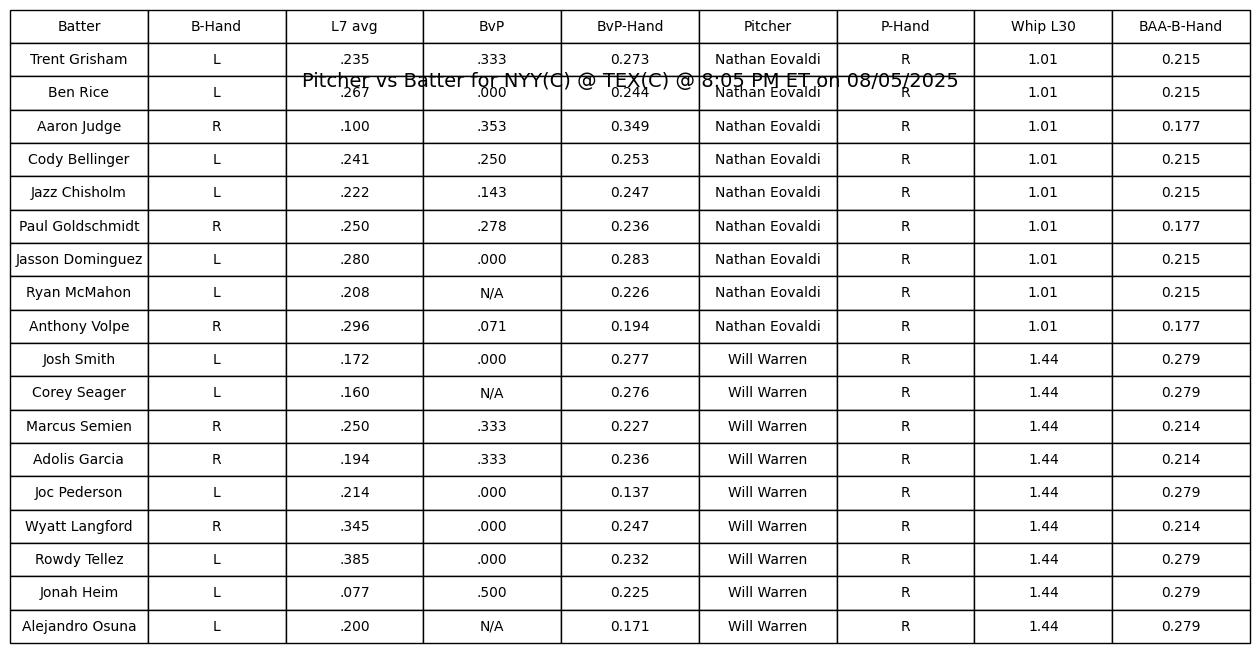 Batter B-Hand L7 avg BvP BvP-Hand Pitcher P-Hand Whip L30 BAA-B-Hand
Trent Grisham L .235 .333 0.273 Nathan Eovaldi R 1.01 0.215
Pitcher vs Batter for NYY(C) @ TEX(C) @ 8:05 PM ET on 08/05/2025
Ben Rice L .267 .000 0.244 Nathan Eovaldi R 1.01 0.215
Aaron Judge R .100 .353 0.349 Nathan Eovaldi R 1.01 0.177
Cody Bellinger L .241 .250 0.253 Nathan Eovaldi R 1.01 0.215
Jazz Chisholm L .222 .143 0.247 Nathan Eovaldi R 1.01 0.215
Paul Goldschmidt R .250 .278 0.236 Nathan Eovaldi R 1.01 0.177
Jasson Dominguez L .280 .000 0.283 Nathan Eovaldi R 1.01 0.215
Ryan McMahon L .208 N/A 0.226 Nathan Eovaldi R 1.01 0.215
Anthony Volpe R .296 .071 0.194 Nathan Eovaldi R 1.01 0.177
Josh Smith L .172 .000 0.277 Will Warren R 1.44 0.279
Corey Seager L .160 N/A 0.276 Will Warren R 1.44 0.279
Marcus Semien R .250 .333 0.227 Will Warren R 1.44 0.214
Adolis Garcia R .194 .333 0.236 Will Warren R 1.44 0.214
Joc Pederson L .214 .000 0.137 Will Warren R 1.44 0.279
Wyatt Langford R .345 .000 0.247 Will Warren R 1.44 0.214
Rowdy Tellez L .385 .000 0.232 Will Warren R 1.44 0.279
Jonah Heim L .077 .500 0.225 Will Warren R 1.44 0.279
Alejandro Osuna L .200 N/A 0.171 Will Warren R 1.44 0.279